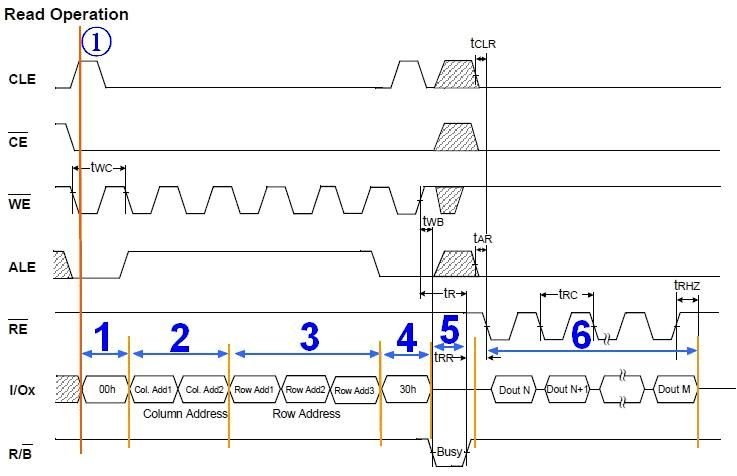 Read Operation
①
tCLR
CLE
CE
tWC
WE
tWB
tAR
ALE
tR
tRC
tRHZ
RE
1 2 3 4 5 6
tRR
I/Ox
00h Col. Add1 Col. Add2 Row Add1 Row Add2 Row Add3 30h Dout N Dout N+1 Dout M
Column Address Row Address
R/B
Busy